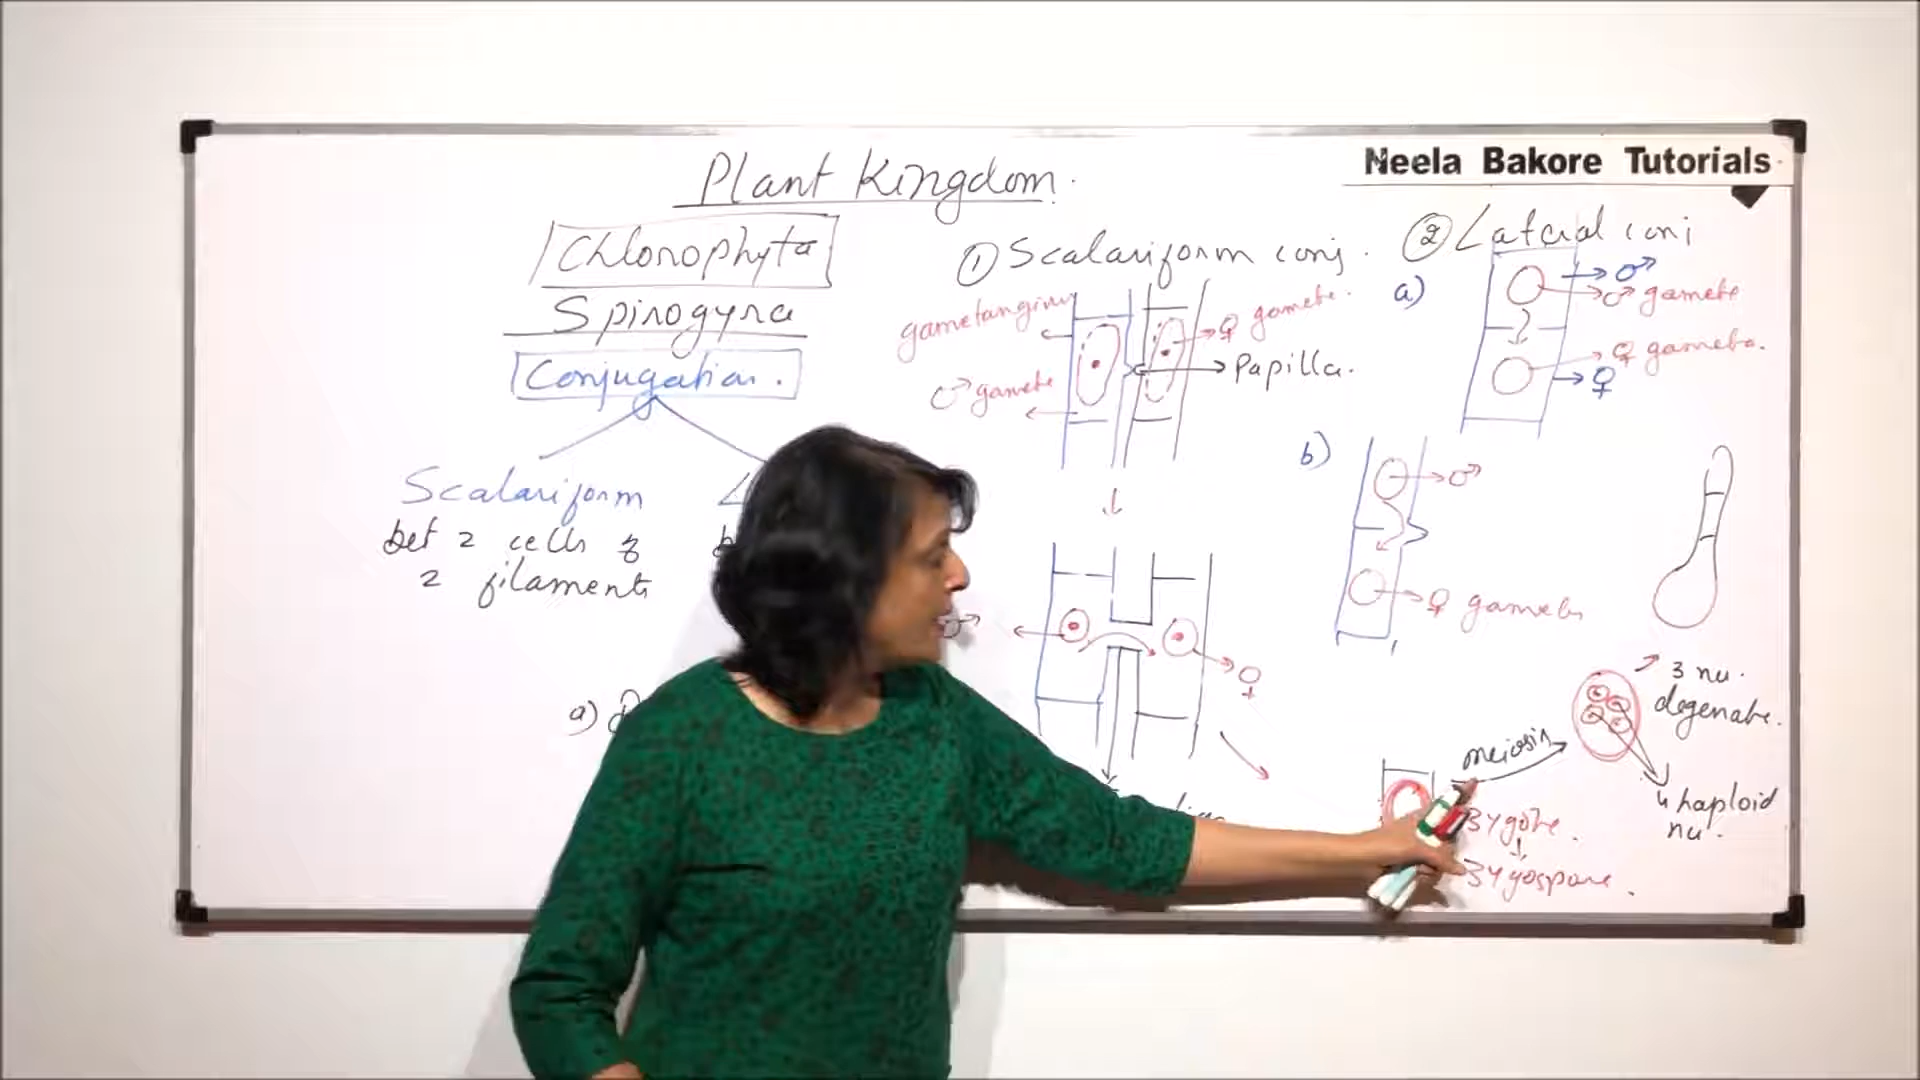 Plant Kingdom.
Neela Bakore Tutorials
Chlorophyta
Spirogyra
Conjugation.
Scalariform
bet 2 cells of
2 filaments
a)
① Scalariform conj.
gametangium
♀ gamete.
Papilla.
♂ gamete
♂
♀
② Lateral conj
a)
♂
♂ gamete
♀ gamete.
♀
b)
♂
♀ gamete
meiosis
3 nu.
degenate.
4 haploid
nu.
Zygote.
Zygospore.